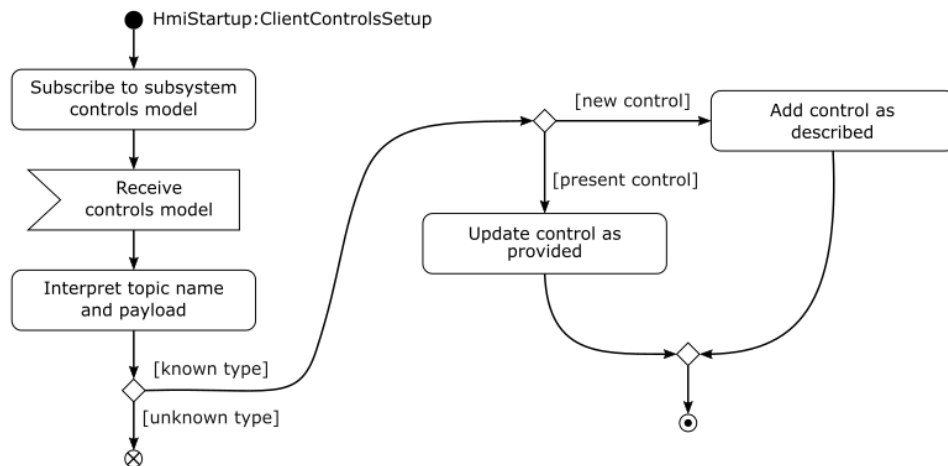 HmiStartup:ClientControlsSetup
Subscribe to subsystem
controls model
Receive
controls model
Interpret topic name
and payload
[known type]
[unknown type]
[new control]
[present control]
Add control as
described
Update control as
provided